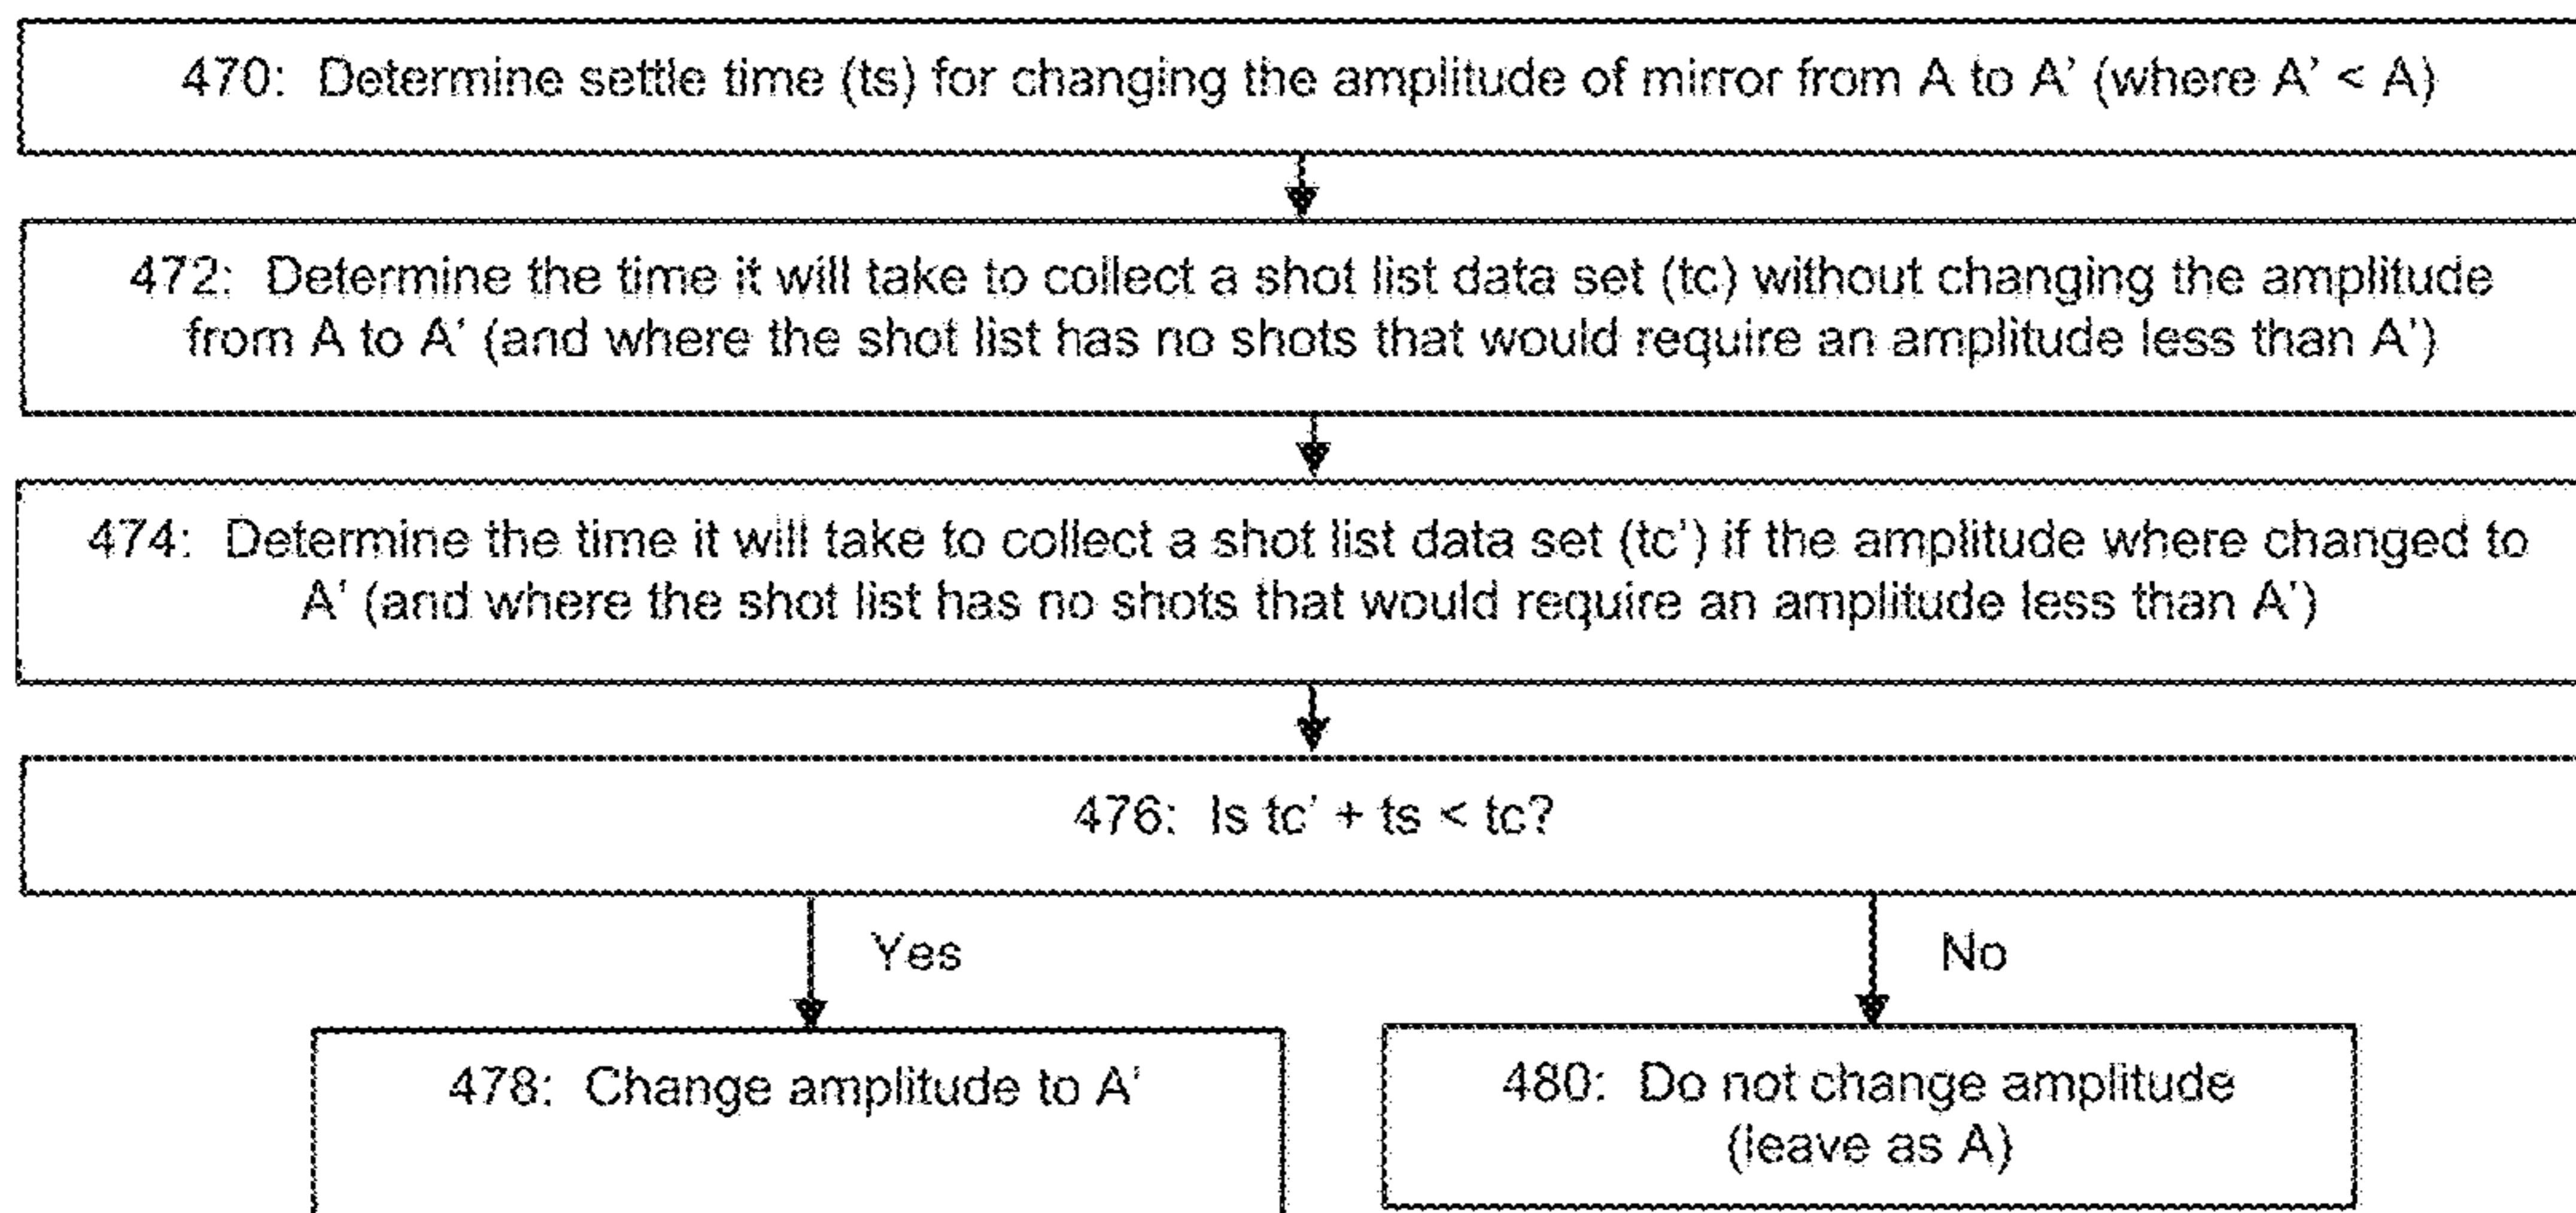 470: Determine settle time (ts) for changing the amplitude of mirror from A to A' (where A' < A)
472: Determine the time it will take to collect a shot list data set (tc) without changing the amplitude
from A to A' (and where the shot list has no shots that would require an amplitude less than A')
474: Determine the time it will take to collect a shot list data set (tc') if the amplitude where changed to
A' (and where the shot list has no shots that would require an amplitude less than A')
476: Is tc' + ts < tc?
Yes
No
478: Change amplitude to A'
480: Do not change amplitude
(leave as A)